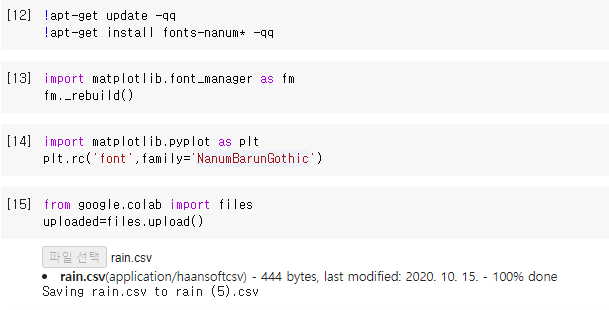 [12] !apt-get update -qq
!apt-get install fonts-nanum* -qq
[13] import matplotlib.font_manager as fm
fm._rebuild()
[14] import matplotlib.pyplot as plt
plt.rc('font',family='NanumBarunGothic')
[15] from google.colab import files
uploaded=files.upload()
파일 선택 rain.csv
• rain.csv(application/haansoftcsv) - 444 bytes, last modified: 2020. 10. 15. - 100% done
Saving rain.csv to rain (5).csv